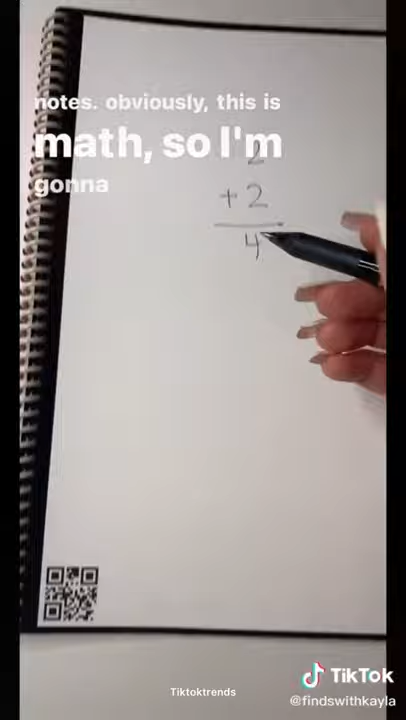 notes. obviously, this is
math, so I'm
gonna
2
+ 2
4
TikTok
@findswithkayla
Tiktoktrends